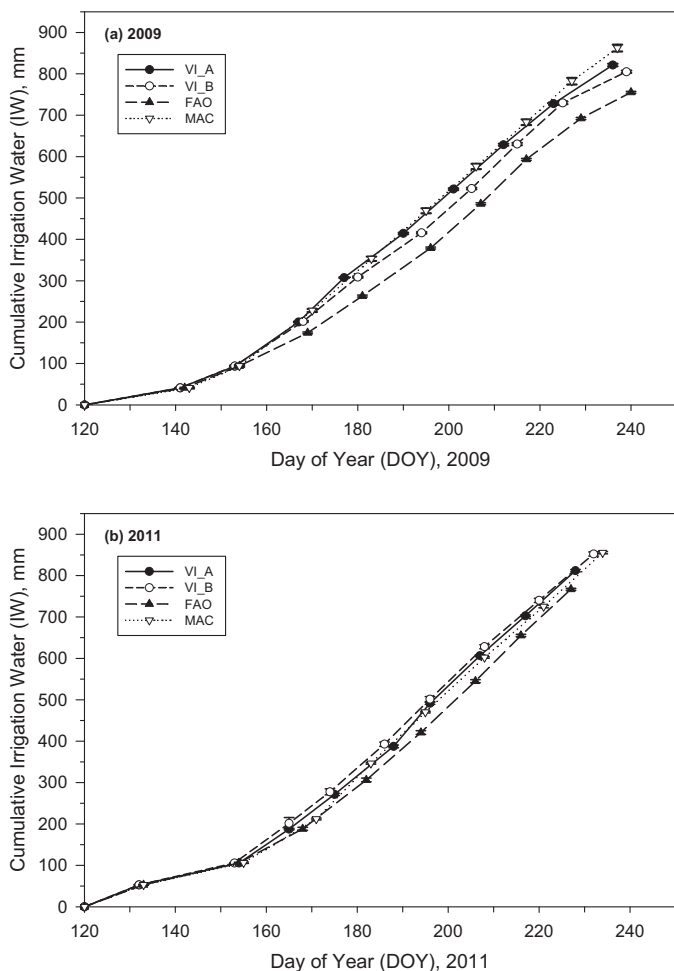 (a) 2009
VI_A
VI_B
FAO
MAC
Cumulative Irrigation Water (IW), mm
900
800
700
600
500
400
300
200
100
0
120 140 160 180 200 220 240
Day of Year (DOY), 2009
(b) 2011
VI_A
VI_B
FAO
MAC
Cumulative Irrigation Water (IW), mm
900
800
700
600
500
400
300
200
100
0
120 140 160 180 200 220 240
Day of Year (DOY), 2011